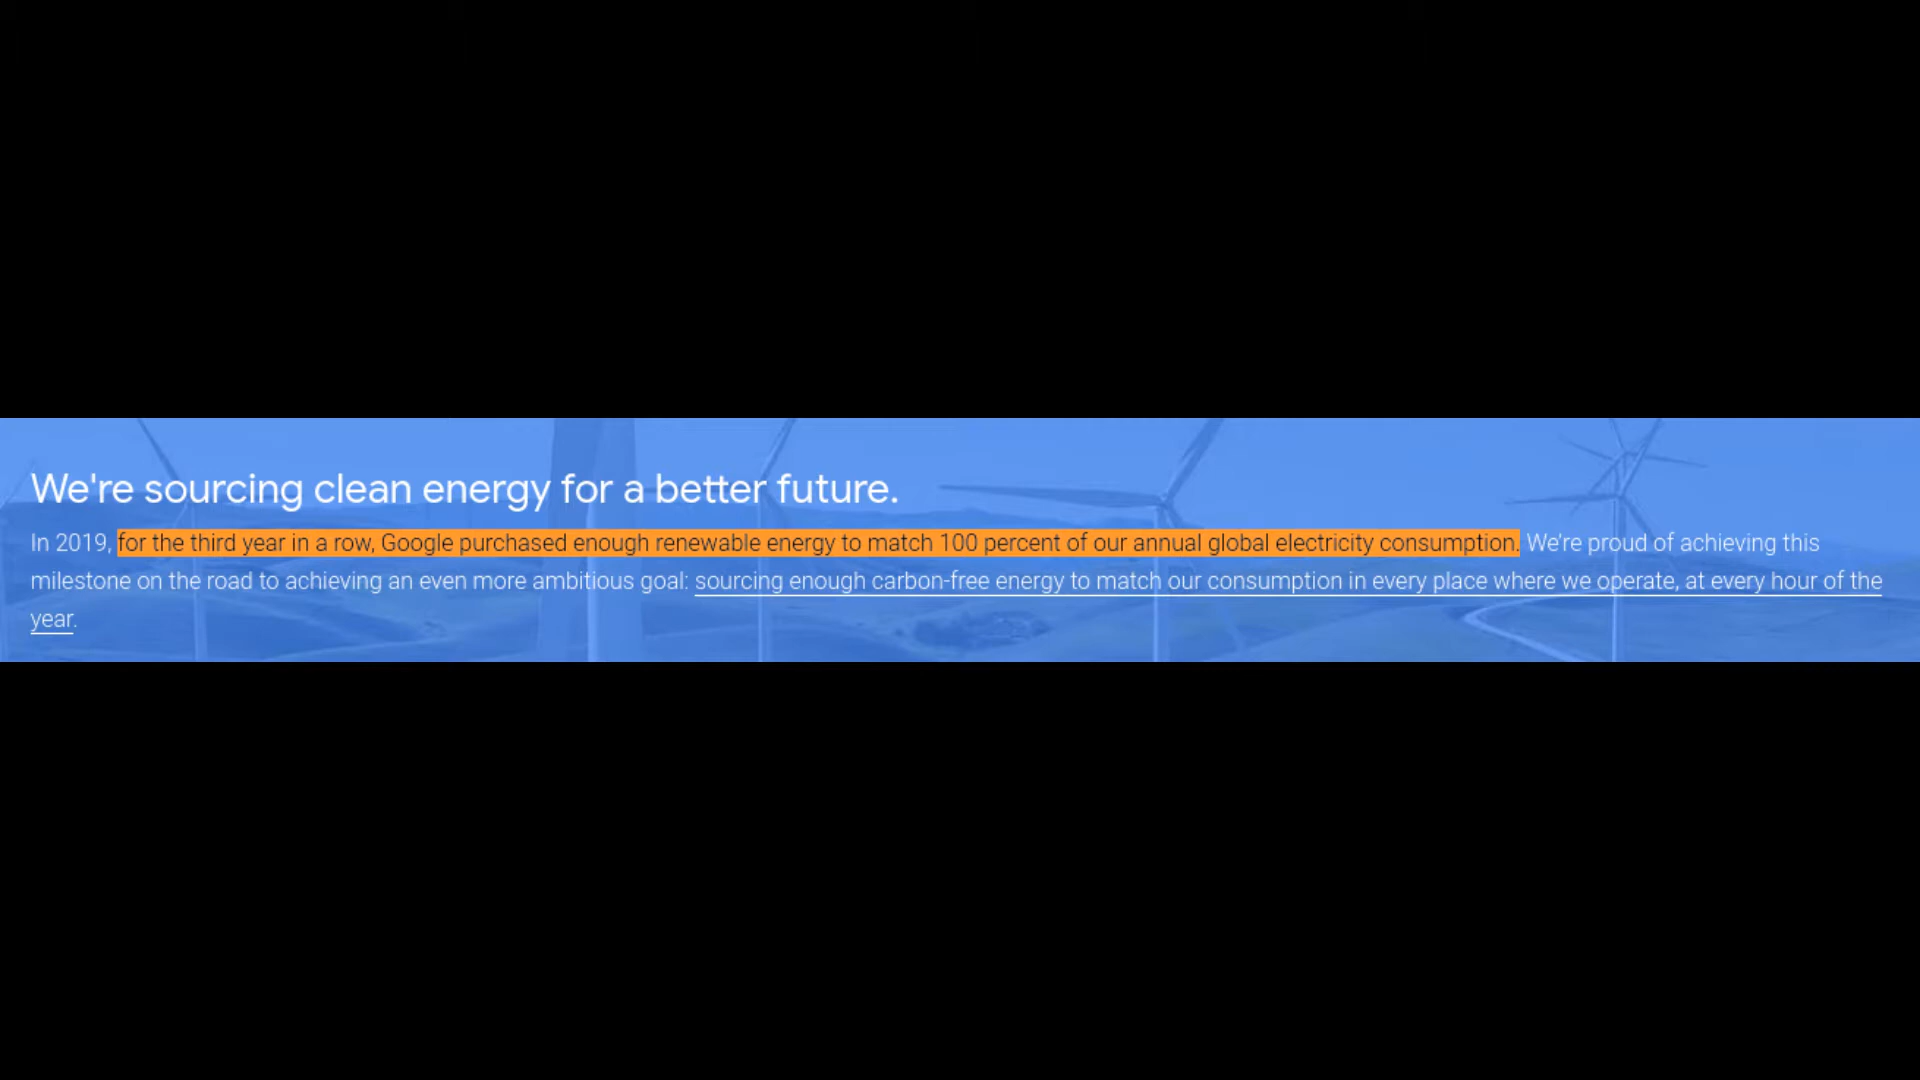 We're sourcing clean energy for a better future.
In 2019, for the third year in a row, Google purchased enough renewable energy to match 100 percent of our annual global electricity consumption. We're proud of achieving this
milestone on the road to achieving an even more ambitious goal: sourcing enough carbon-free energy to match our consumption in every place where we operate, at every hour of the
year.